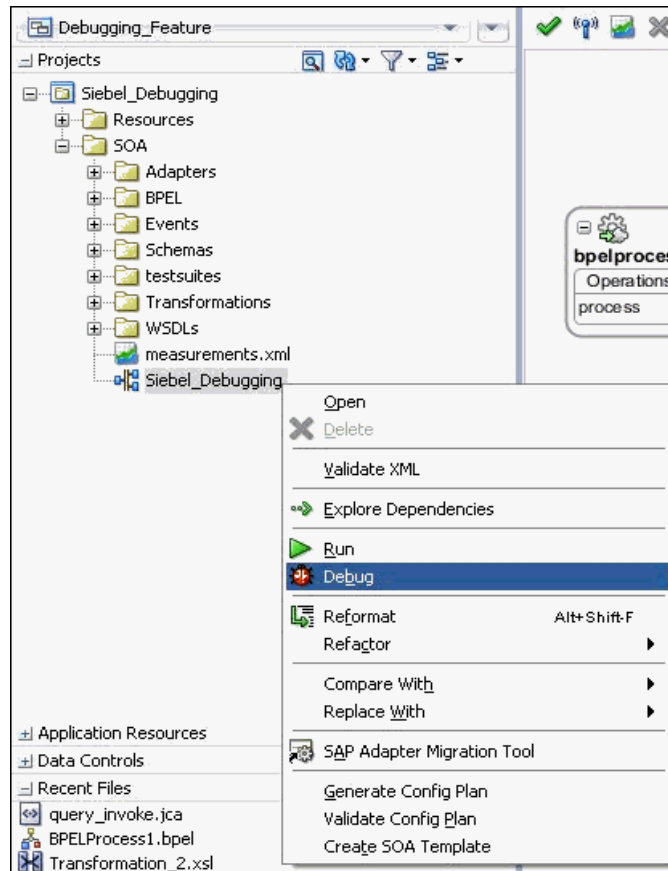 Debugging_Feature
Projects
Siebel_Debugging
Resources
SOA
Adapters
BPEL
Events
Schemas
testsuites
Transformations
WSDLs
measurements.xml
Siebel_Debugging
bpelproces
Operations
process
Open
Delete
Validate XML
Explore Dependencies
Run
Debug
Reformat Alt+Shift-F
Refactor
Compare With
Replace With
SAP Adapter Migration Tool
Generate Config Plan
Validate Config Plan
Create SOA Template
Application Resources
Data Controls
Recent Files
query_invoke.jca
BPELProcess1.bpel
Transformation_2.xsl